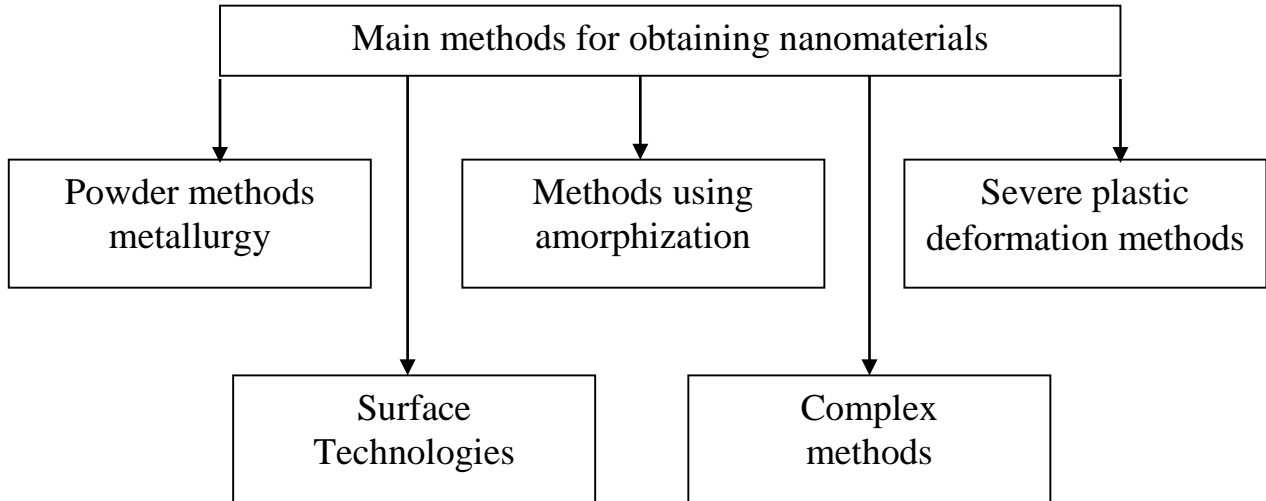 Main methods for obtaining nanomaterials
Powder methods
metallurgy
Methods using
amorphization
Severe plastic
deformation methods
Surface
Technologies
Complex
methods